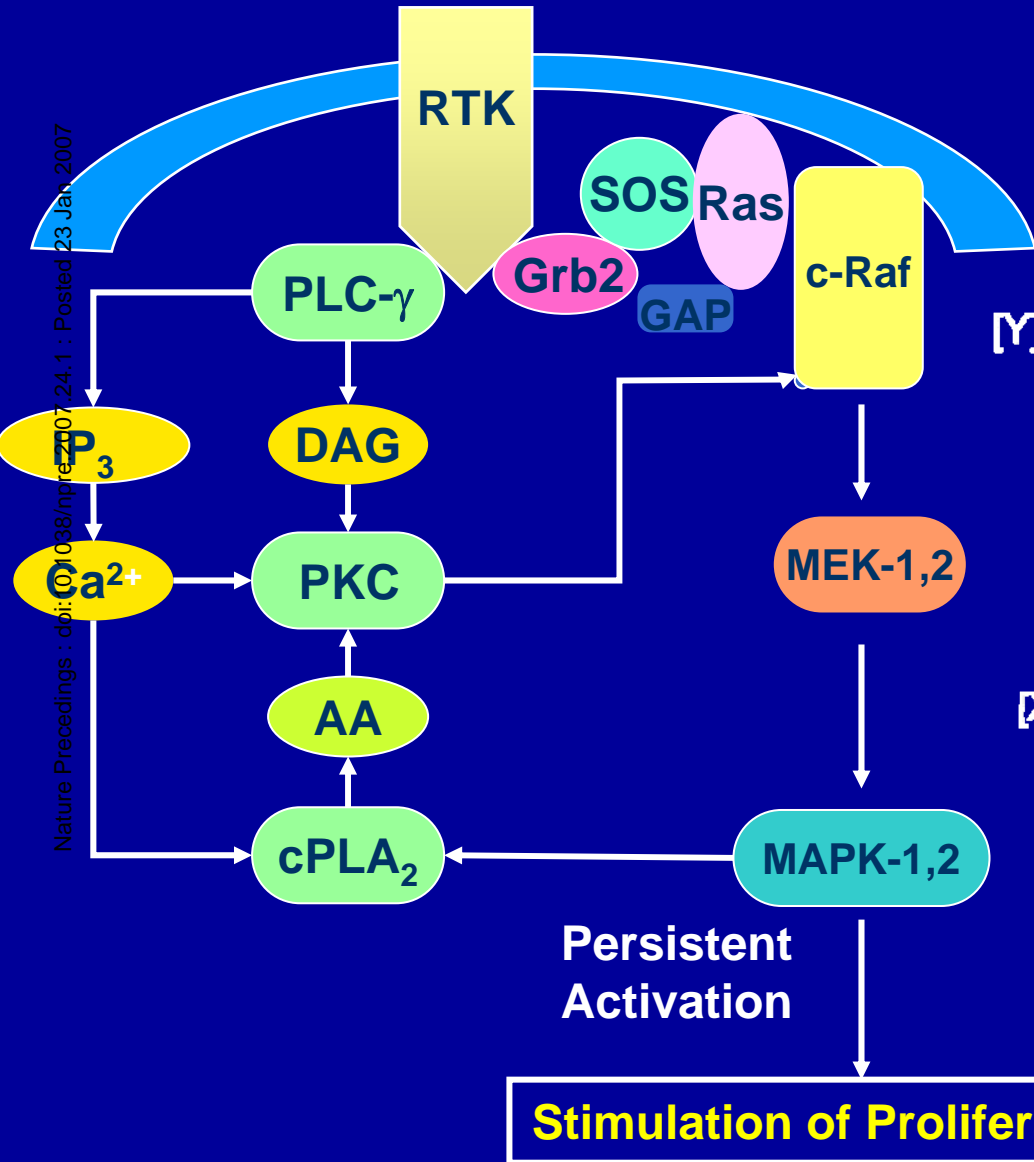 RTK
SOS
Ras
PLC-γ
Grb2
c-Raf
GAP
[Y]
IP₃
DAG
Ca²⁺
PKC
MEK-1,2
AA
cPLA₂
MAPK-1,2
Persistent
Activation
Stimulation of Prolifer
Nature Precedings : doi:10.1038/npre.2007.24.1 : Posted 23 Jan 2007